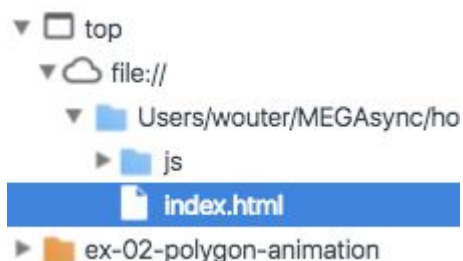 top
file://
Users/wouter/MEGAsync/ho
js
index.html
ex-02-polygon-animation